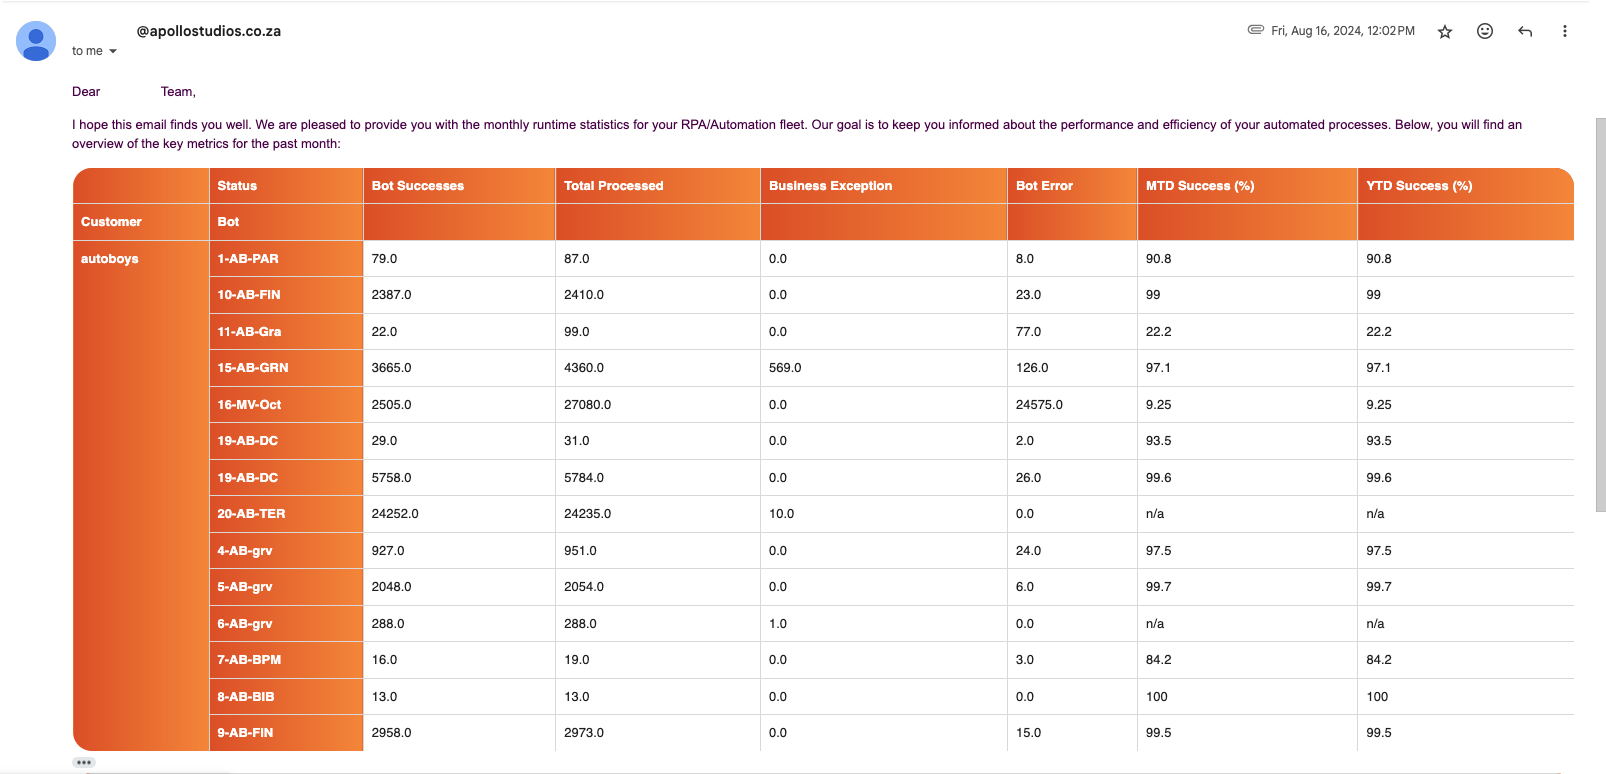 @apollostudios.co.za
Fri, Aug 16, 2024, 12:02 PM
to me
Dear Team,
I hope this email finds you well. We are pleased to provide you with the monthly runtime statistics for your RPA/Automation fleet. Our goal is to keep you informed about the performance and efficiency of your automated processes. Below, you will find an
overview of the key metrics for the past month:
Status Bot Successes Total Processed Business Exception Bot Error MTD Success (%) YTD Success (%)
Customer Bot
autoboys 1-AB-PAR 79.0 87.0 0.0 8.0 90.8 90.8
10-AB-FIN 2387.0 2410.0 0.0 23.0 99 99
11-AB-Gra 22.0 99.0 0.0 77.0 22.2 22.2
15-AB-GRN 3665.0 4360.0 569.0 126.0 97.1 97.1
16-MV-Oct 2505.0 27080.0 0.0 24575.0 9.25 9.25
19-AB-DC 29.0 31.0 0.0 2.0 93.5 93.5
19-AB-DC 5758.0 5784.0 0.0 26.0 99.6 99.6
20-AB-TER 24252.0 24235.0 10.0 0.0 n/a n/a
4-AB-grv 927.0 951.0 0.0 24.0 97.5 97.5
5-AB-grv 2048.0 2054.0 0.0 6.0 99.7 99.7
6-AB-grv 288.0 288.0 1.0 0.0 n/a n/a
7-AB-BPM 16.0 19.0 0.0 3.0 84.2 84.2
8-AB-BIB 13.0 13.0 0.0 0.0 100 100
9-AB-FIN 2958.0 2973.0 0.0 15.0 99.5 99.5